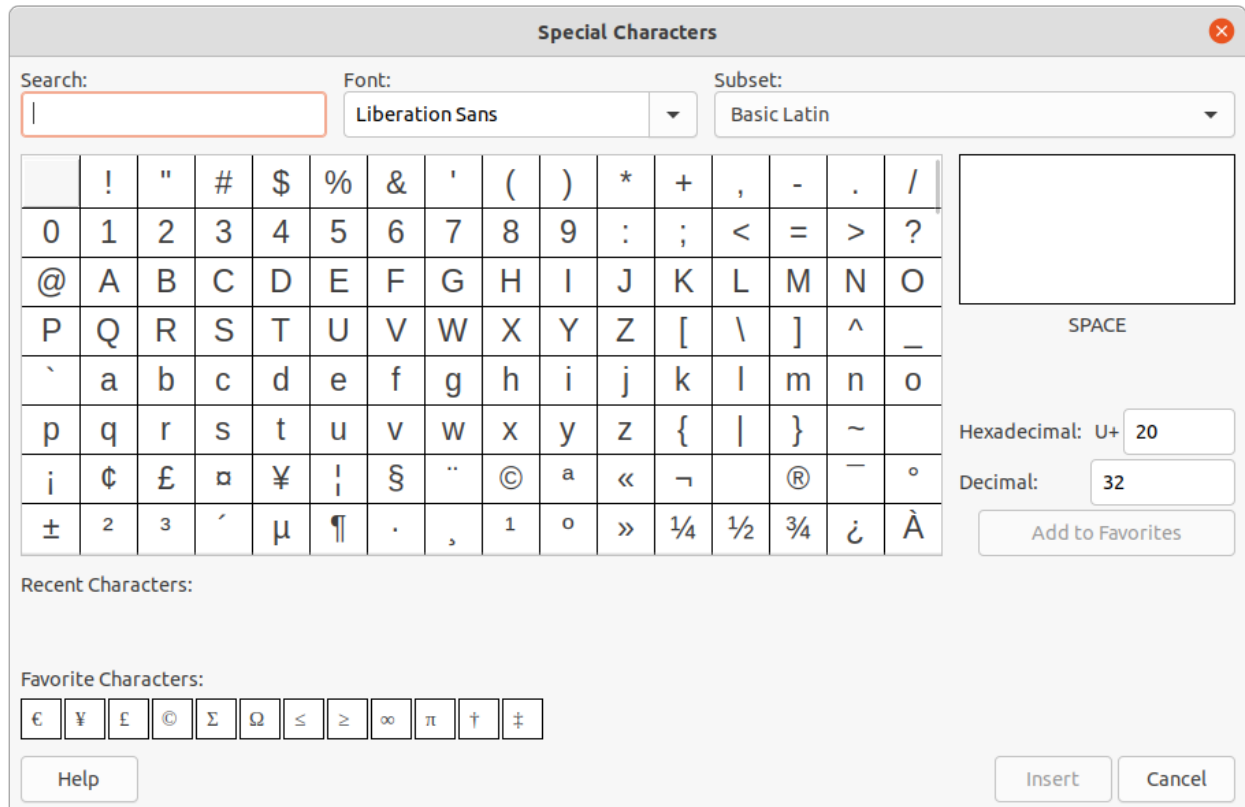 Special Characters
Search: Font: Subset:
Liberation Sans Basic Latin
! " # $ % & ' ( ) * + , - . /
0 1 2 3 4 5 6 7 8 9 : ; < = > ?
@ A B C D E F G H I J K L M N O
P Q R S T U V W X Y Z [ \ ] ^ _
` a b c d e f g h i j k l m n o
p q r s t u v w x y z { | } ~
¡ ¢ £ ¤ ¥ ¦ § ¨ © ª « ¬ ® ¯ °
± ² ³ ´ µ ¶ · ¸ ¹ º » ¼ ½ ¾ ¿ À
SPACE
Hexadecimal: U+ 20
Decimal: 32
Add to Favorites
Recent Characters:
Favorite Characters:
€ ¥ £ © Σ Ω ≤ ≥ ∞ π † ‡
Help Insert Cancel